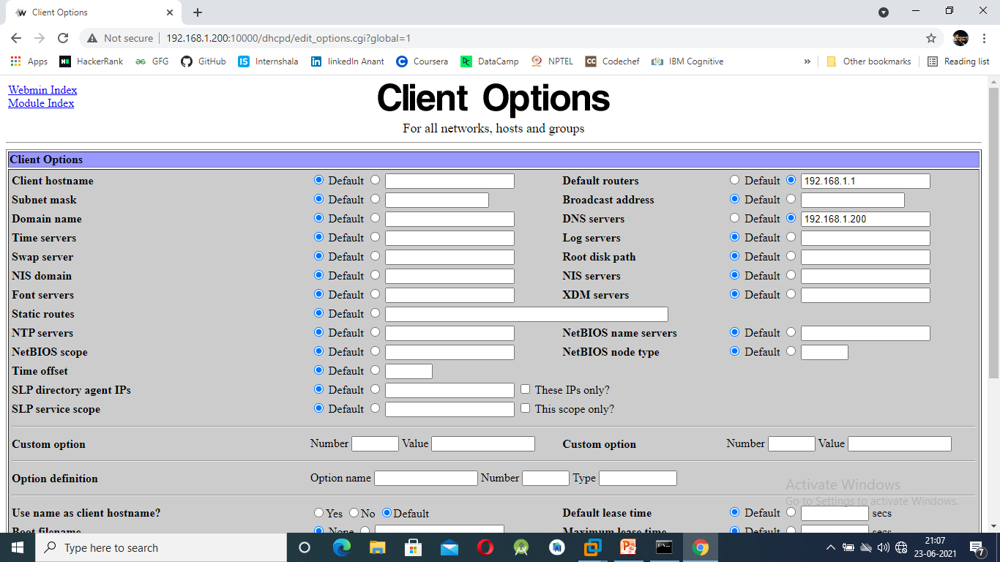 Client Options
Not secure 192.168.1.200:10000/dhcpd/edit_options.cgi?global=1
Apps HackerRank GFG GitHub Internshala linkedIn Anant Coursera DataCamp NPTEL Codechef IBM Cognitive » Other bookmarks Reading list
Webmin Index
Module Index
Client Options
For all networks, hosts and groups
Client Options
Client hostname Default Default routers Default 192.168.1.1
Subnet mask Default Broadcast address Default
Domain name Default DNS servers Default 192.168.1.200
Time servers Default Log servers Default
Swap server Default Root disk path Default
NIS domain Default NIS servers Default
Font servers Default XDM servers Default
Static routes Default
NTP servers Default NetBIOS name servers Default
NetBIOS scope Default NetBIOS node type Default
Time offset Default
SLP directory agent IPs Default These IPs only?
SLP service scope Default This scope only?
Custom option Number Value Custom option Number Value
Option definition Option name Number Type
Activate Windows
Go to Settings to activate Windows.
Use name as client hostname? Yes No Default Default lease time Default secs
Boot filename None Maximum lease time Default secs
Type here to search
21:07
23-06-2021
7